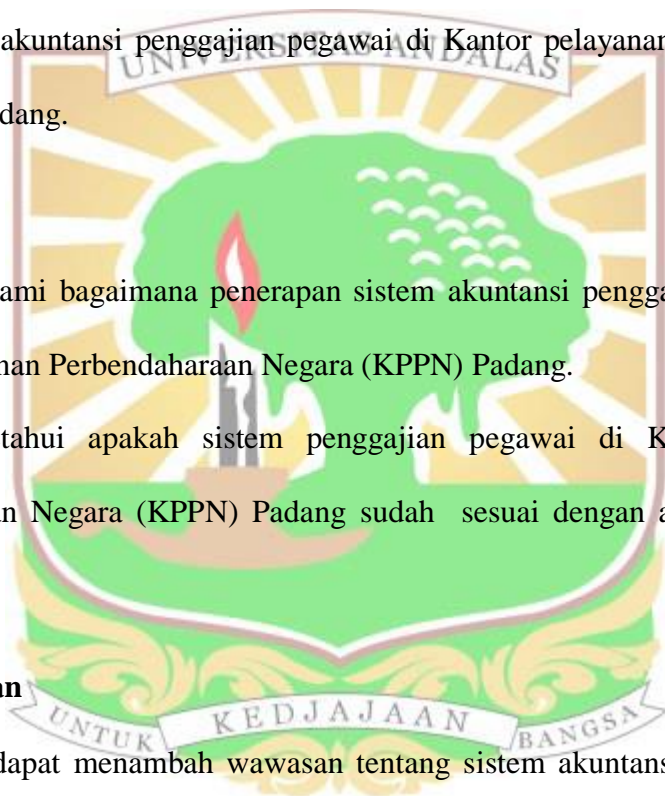 akuntansi penggajian pegawai di Kantor pelayanan
UNIVERSITAS ANDALAS
dang.
ami bagaimana penerapan sistem akuntansi pengga
nan Perbendaharaan Negara (KPPN) Padang.
tahui apakah sistem penggajian pegawai di K
n Negara (KPPN) Padang sudah sesuai dengan a
an
UNTUK KEDJAJAAN BANGSA
dapat menambah wawasan tentang sistem akuntans